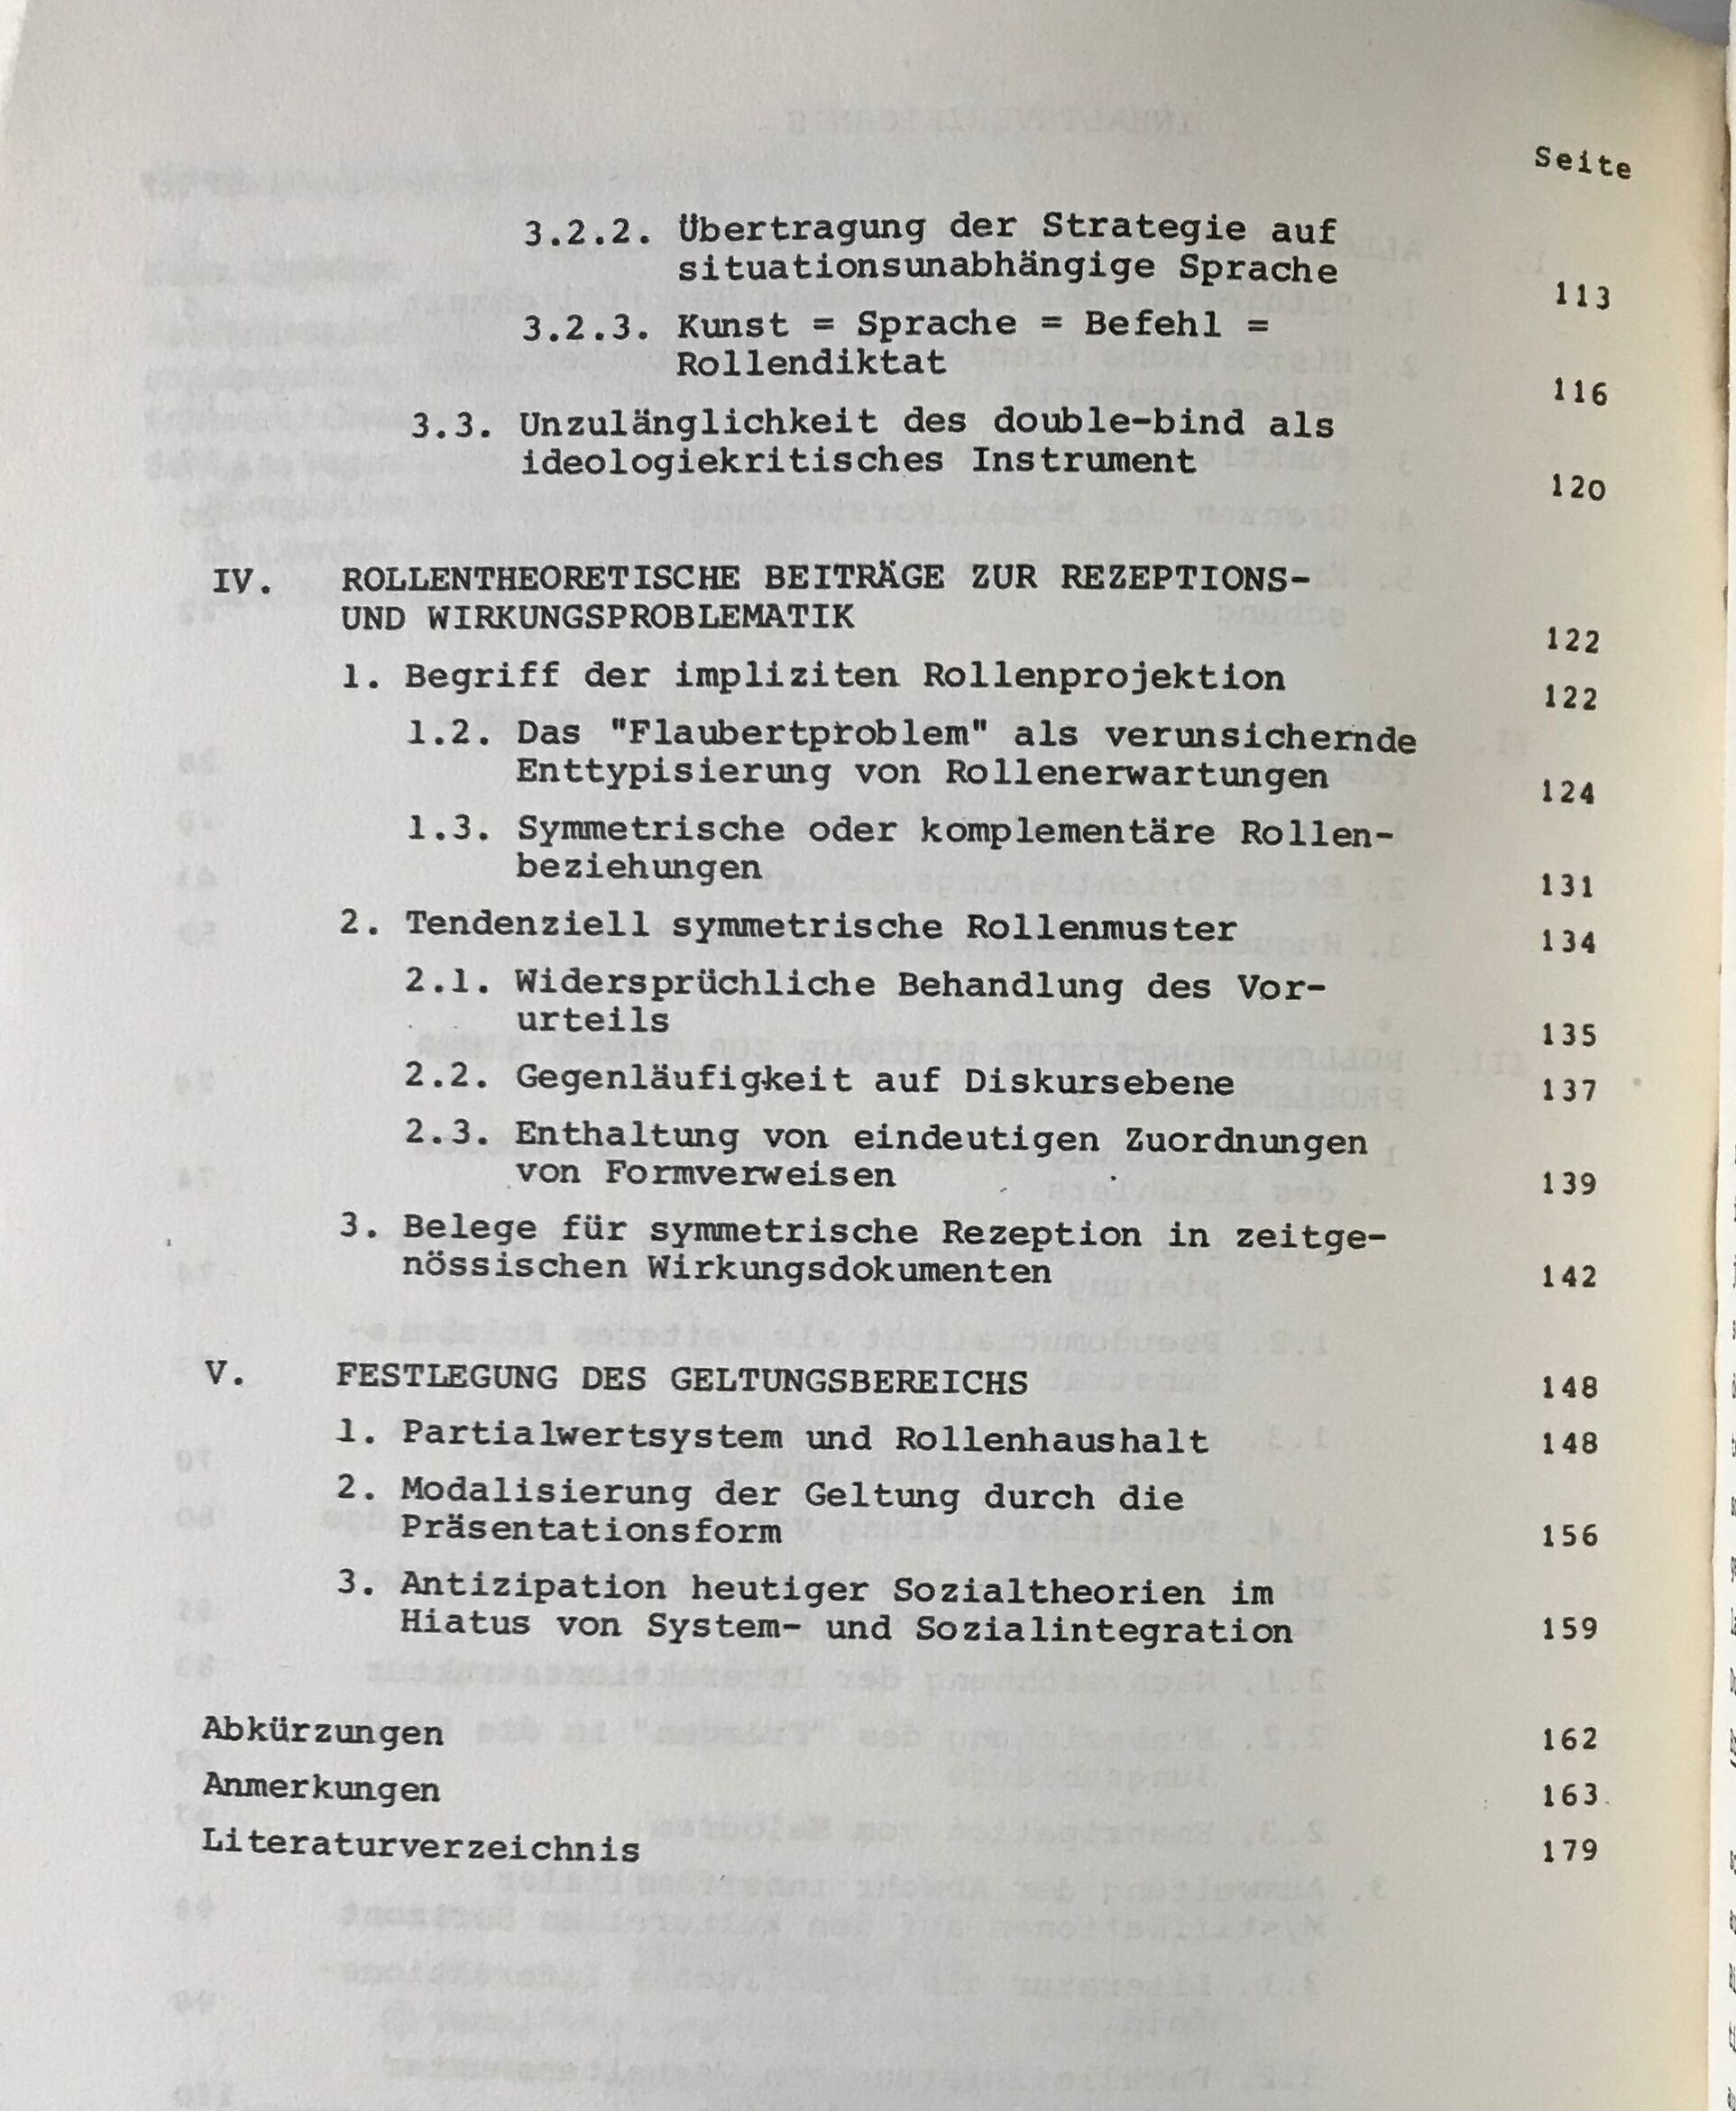 Seite
3.2.2. Übertragung der Strategie auf
situationsunabhängige Sprache 113
3.2.3. Kunst = Sprache = Befehl =
Rollendiktat 116
3.3. Unzulänglichkeit des double-bind als
ideologiekritisches Instrument 120
IV. ROLLENTHEORETISCHE BEITRÄGE ZUR REZEPTIONS-
UND WIRKUNGSPROBLEMATIK 122
1. Begriff der impliziten Rollenprojektion 122
1.2. Das "Flaubertproblem" als verunsichernde
Enttypisierung von Rollenerwartungen 124
1.3. Symmetrische oder komplementäre Rollen-
beziehungen 131
2. Tendenziell symmetrische Rollenmuster 134
2.1. Widersprüchliche Behandlung des Vor-
urteils 135
2.2. Gegenläufigkeit auf Diskursebene 137
2.3. Enthaltung von eindeutigen Zuordnungen
von Formverweisen 139
3. Belege für symmetrische Rezeption in zeitge-
nössischen Wirkungsdokumenten 142
V. FESTLEGUNG DES GELTUNGSBEREICHS 148
1. Partialwertsystem und Rollenhaushalt 148
2. Modalisierung der Geltung durch die
Präsentationsform 156
3. Antizipation heutiger Sozialtheorien im
Hiatus von System- und Sozialintegration 159
Abkürzungen 162
Anmerkungen 163
Literaturverzeichnis 179